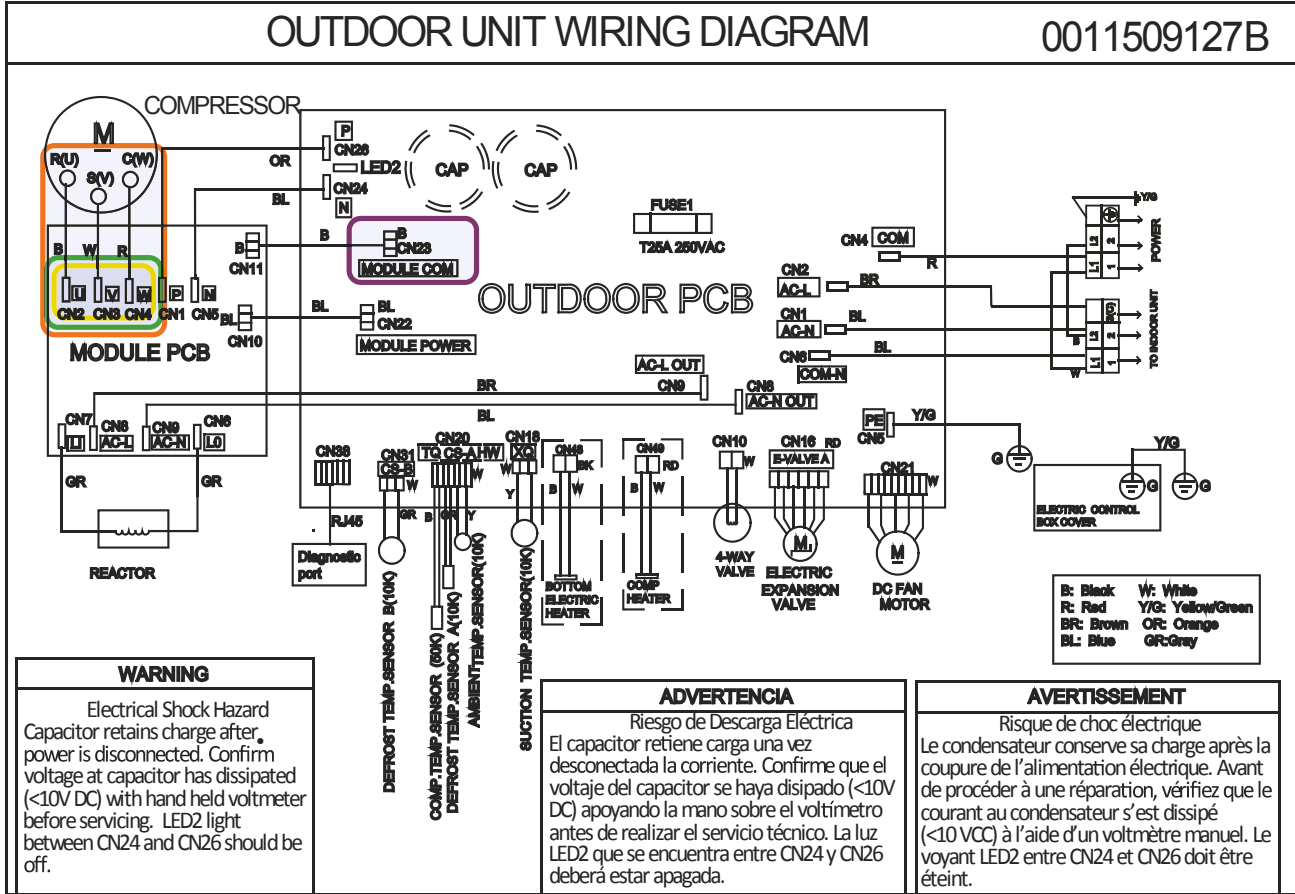 OUTDOOR UNIT WIRING DIAGRAM
0011509127B
COMPRESSOR
M
R(U)
C(W)
S(V)
B
W
R
U
V
W
P
N
CN2
CN3
CN4
CN1
CN5
MODULE PCB
OR
BL
P
CN26
LED2
CN24
N
CAP
CAP
B
CN11
B
B
CN23
MODULE COM
BL
CN10
BL
BL
CN22
MODULE POWER
FUSE1
T25A 250VAC
OUTDOOR PCB
CN4
COM
R
CN2
AC-L
BR
CN1
AC-N
BL
CN6
COM-N
BL
Y/G
L2
2
L1
1
POWER
3(C)
L2
2
L1
1
TO INDOOR UNIT
B
W
AC-L OUT
CN9
BR
CN8
AC-N OUT
BL
CN7
LI
CN8
AC-L
CN9
AC-N
CN6
L0
GR
GR
REACTOR
CN36
RJ45
Diagnostic
port
CN31
CS-B
W
GR
CN20
TQ CS-A HW
W
B
GR
Y
CN18
XQ
W
Y
CN48
BK
B
W
CN49
RD
B
W
CN10
W
CN16
RD
E-VALVE A
CN21
W
PE
CN5
Y/G
G
Y/G
G
G
ELECTRIC CONTROL
BOX COVER
DEFROST TEMP.SENSOR B(10K)
COMP.TEMP.SENSOR (50K)
DEFROST TEMP.SENSOR A(10K)
AMBIENT TEMP.SENSOR(10K)
SUCTION TEMP.SENSOR(10K)
BOTTOM
ELECTRIC
HEATER
COMP
HEATER
4-WAY
VALVE
M
ELECTRIC
EXPANSION
VALVE
M
DC FAN
MOTOR
B: Black W: White
R: Red Y/G: Yellow/Green
BR: Brown OR: Orange
BL: Blue GR:Gray
WARNING
Electrical Shock Hazard
Capacitor retains charge after
power is disconnected. Confirm
voltage at capacitor has dissipated
(<10V DC) with hand held voltmeter
before servicing. LED2 light
between CN24 and CN26 should be
off.
ADVERTENCIA
Riesgo de Descarga Eléctrica
El capacitor retiene carga una vez
desconectada la corriente. Confirme que el
voltaje del capacitor se haya disipado (<10V
DC) apoyando la mano sobre el voltímetro
antes de realizar el servicio técnico. La luz
LED2 que se encuentra entre CN24 y CN26
deberá estar apagada.
AVERTISSEMENT
Risque de choc électrique
Le condensateur conserve sa charge après la
coupure de l'alimentation électrique. Avant
de procéder à une réparation, vérifiez que le
courant au condensateur s'est dissipé
(<10 VCC) à l'aide d'un voltmètre manuel. Le
voyant LED2 entre CN24 et CN26 doit être
éteint.